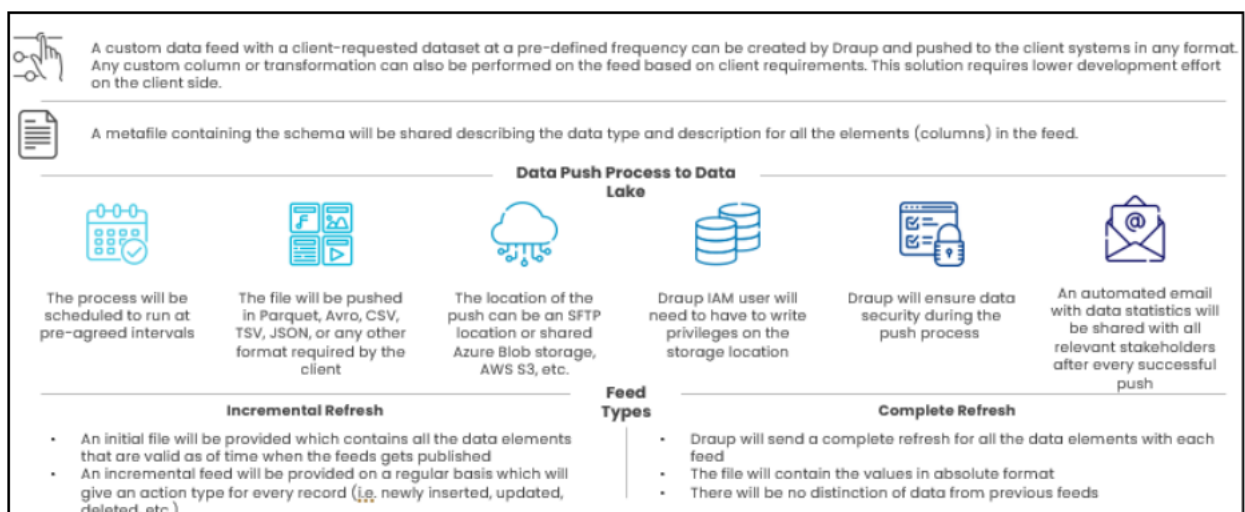 A custom data feed with a client-requested dataset at a pre-defined frequency can be created by Draup and pushed to the client systems in any format.
Any custom column or transformation can also be performed on the feed based on client requirements. This solution requires lower development effort
on the client side.
A metafile containing the schema will be shared describing the data type and description for all the elements (columns) in the feed.
Data Push Process to Data
Lake
The process will be
scheduled to run at
pre-agreed intervals
The file will be pushed
in Parquet, Avro, CSV,
TSV, JSON, or any other
format required by the
client
The location of the
push can be an SFTP
location or shared
Azure Blob storage,
AWS S3, etc.
Draup IAM user will
need to have to write
privileges on the
storage location
Draup will ensure data
security during the
push process
@
An automated email
with data statistics will
be shared with all
relevant stakeholders
after every successful
push
Feed
Types
Incremental Refresh
• An initial file will be provided which contains all the data elements
that are valid as of time when the feeds gets published
• An incremental feed will be provided on a regular basis which will
give an action type for every record (i.e. newly inserted, updated,
deleted, etc.)
Complete Refresh
• Draup will send a complete refresh for all the data elements with each
feed
• The file will contain the values in absolute format
• There will be no distinction of data from previous feeds